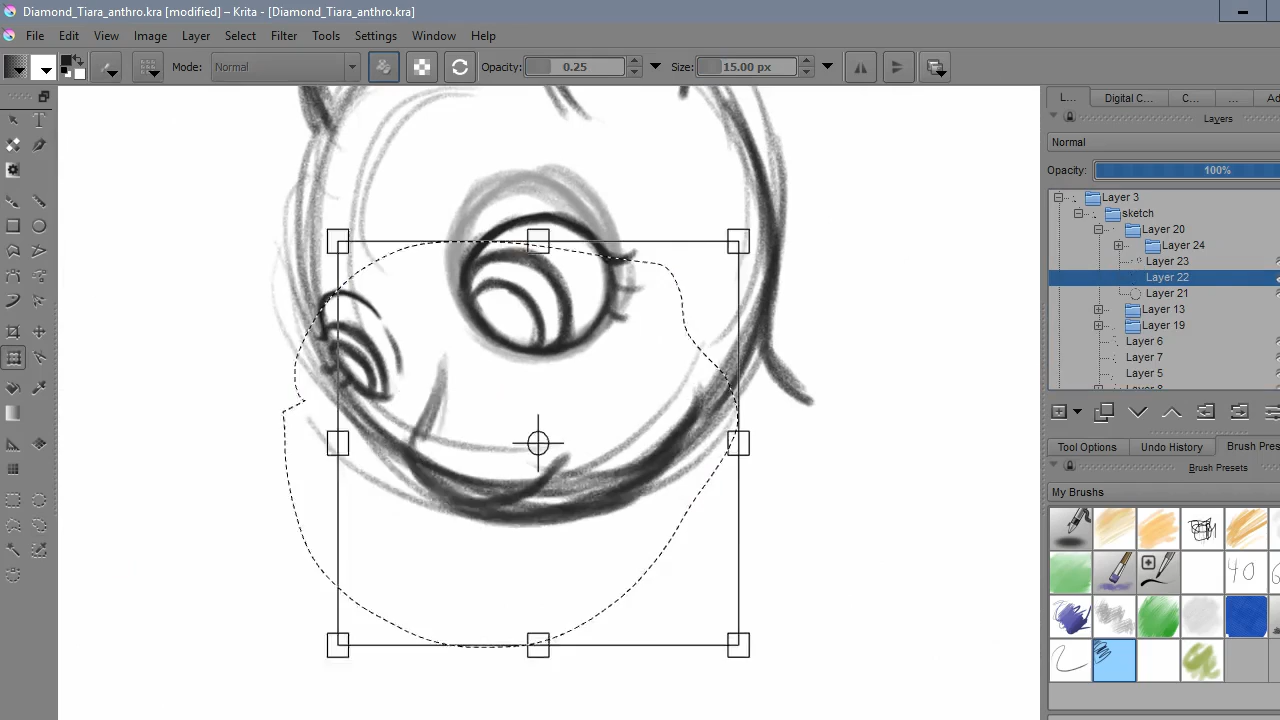 Diamond_Tiara_anthro.kra [modified] – Krita - [Diamond_Tiara_anthro.kra]
File Edit View Image Layer Select Filter Tools Settings Window Help
Mode: Normal Opacity: 0.25 Size: 15.00 px
L... Digital C... C... ... Ad
Layers
Normal
Opacity: 100%
Layer 3
sketch
Layer 20
Layer 24
Layer 23
Layer 22
Layer 21
Layer 13
Layer 19
Layer 6
Layer 7
Layer 5
Tool Options Undo History Brush Pres
Brush Presets
My Brushes
40